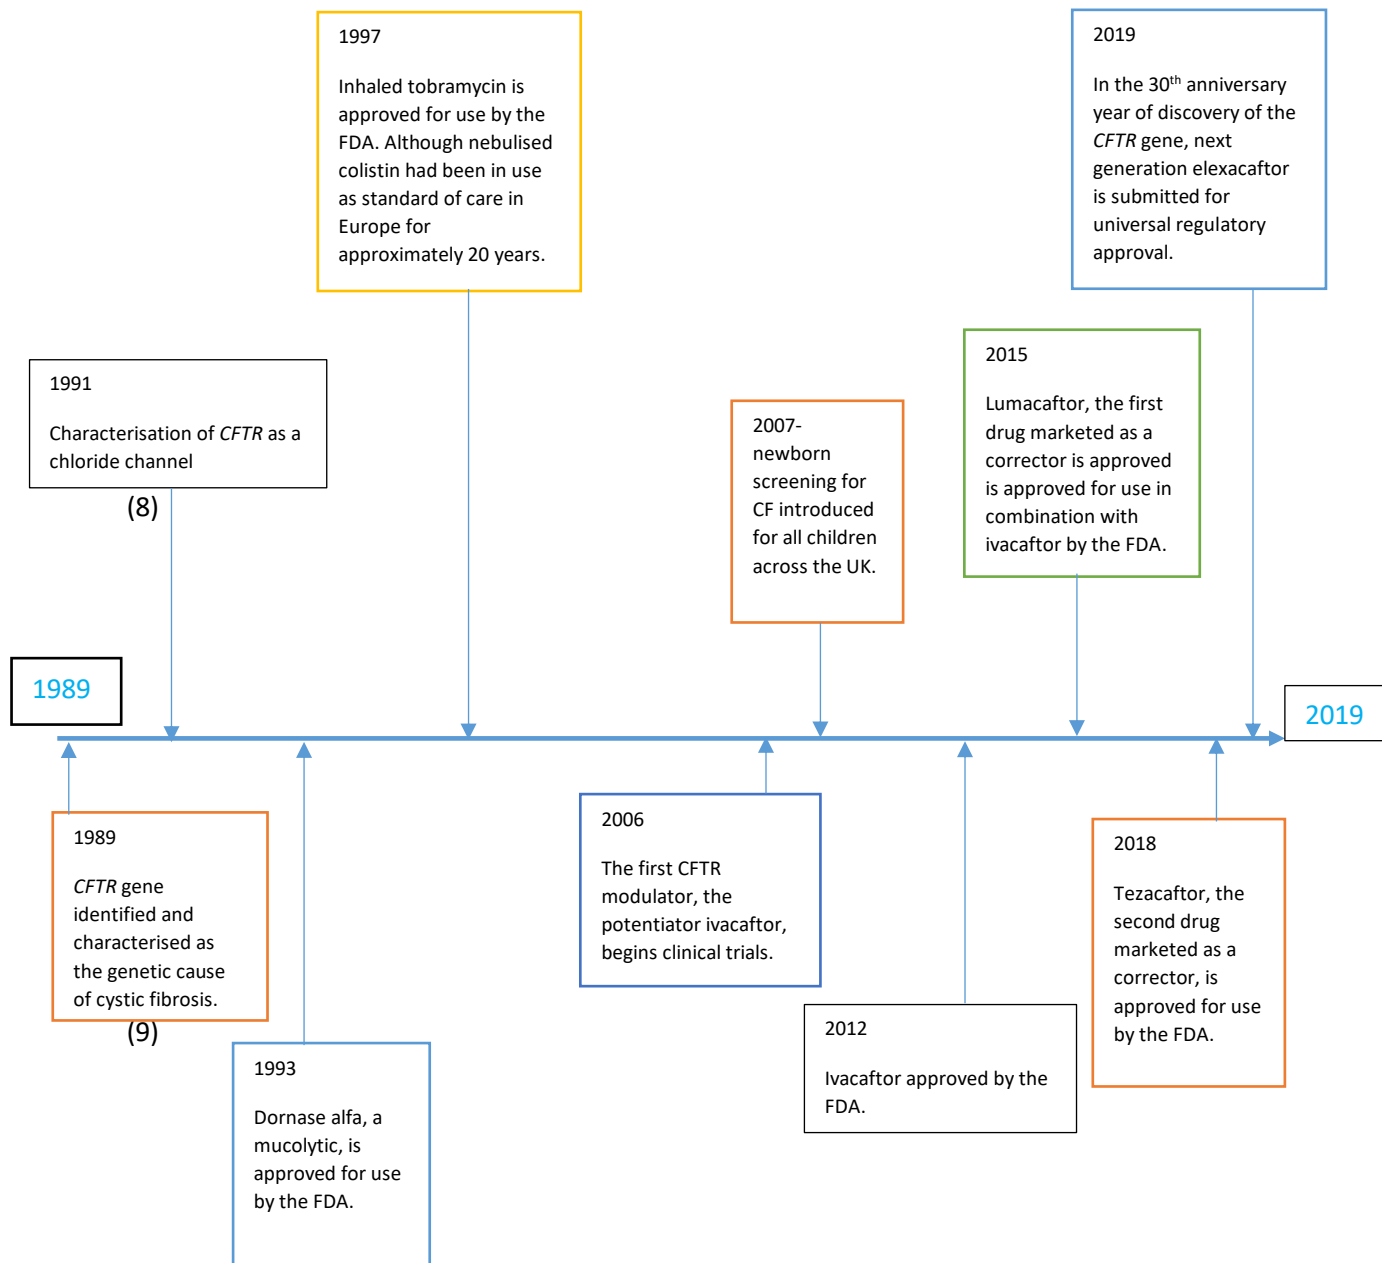 1997
Inhaled tobramycin is
approved for use by the
FDA. Although nebulised
colistin had been in use
as standard of care in
Europe for
approximately 20 years.
2019
In the 30th anniversary
year of discovery of the
CFTR gene, next
generation elexacaftor
is submitted for
universal regulatory
approval.
1991
Characterisation of CFTR as a
chloride channel
(8)
2007-
newborn
screening for
CF introduced
for all children
across the UK.
2015
Lumacaftor, the first
drug marketed as a
corrector is approved
is approved for use in
combination with
ivacaftor by the FDA.
1989
2019
1989
CFTR gene
identified and
characterised as
the genetic cause
of cystic fibrosis.
(9)
1993
Dornase alfa, a
mucolytic, is
approved for use
by the FDA.
2006
The first CFTR
modulator, the
potentiator ivacaftor,
begins clinical trials.
2012
Ivacaftor approved by the
FDA.
2018
Tezacaftor, the
second drug
marketed as a
corrector, is
approved for use
by the FDA.